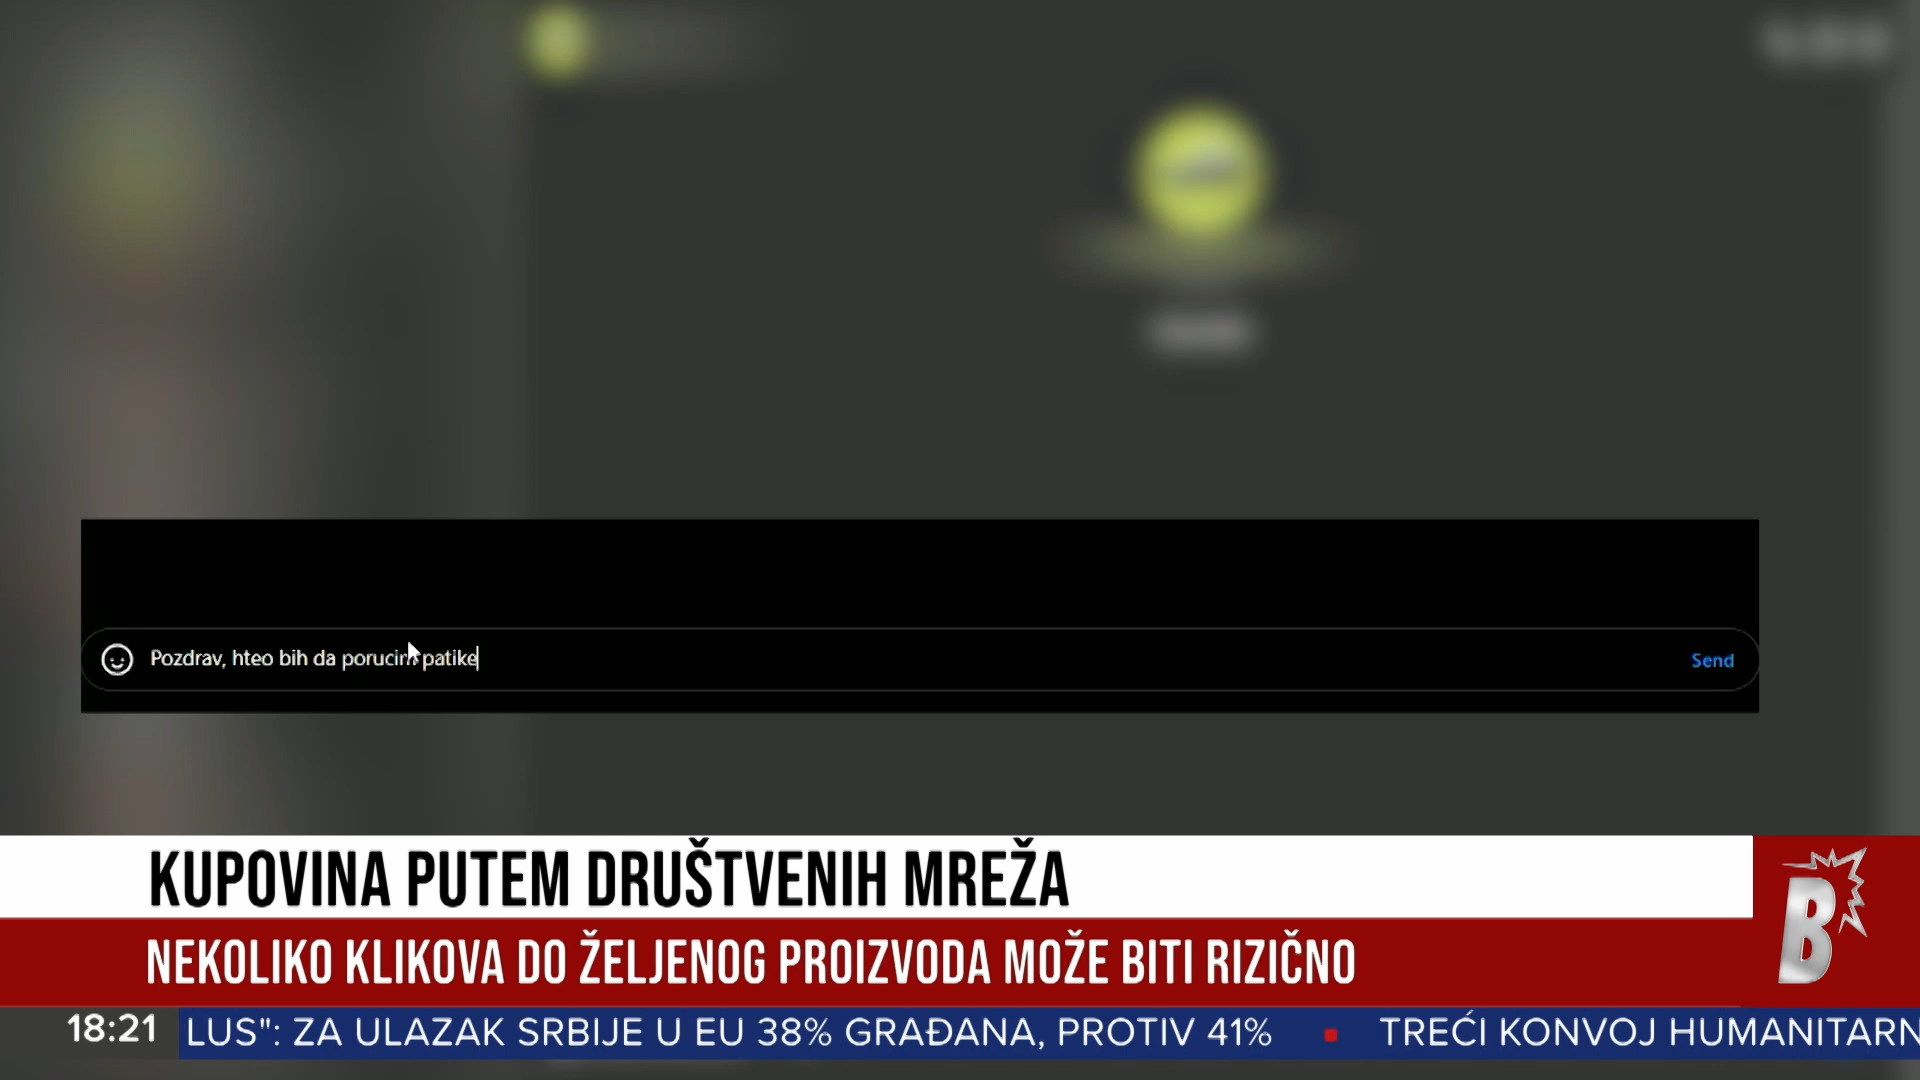 Pozdrav, hteo bih da porucim patike
Send
KUPOVINA PUTEM DRUŠTVENIH MREŽA
B
NEKOLIKO KLIKOVA DO ŽELJENOG PROIZVODA MOŽE BITI RIZIČNO
18:21 LUS": ZA ULAZAK SRBIJE U EU 38% GRAĐANA, PROTIV 41% ▪ TREĆI KONVOJ HUMANITARN